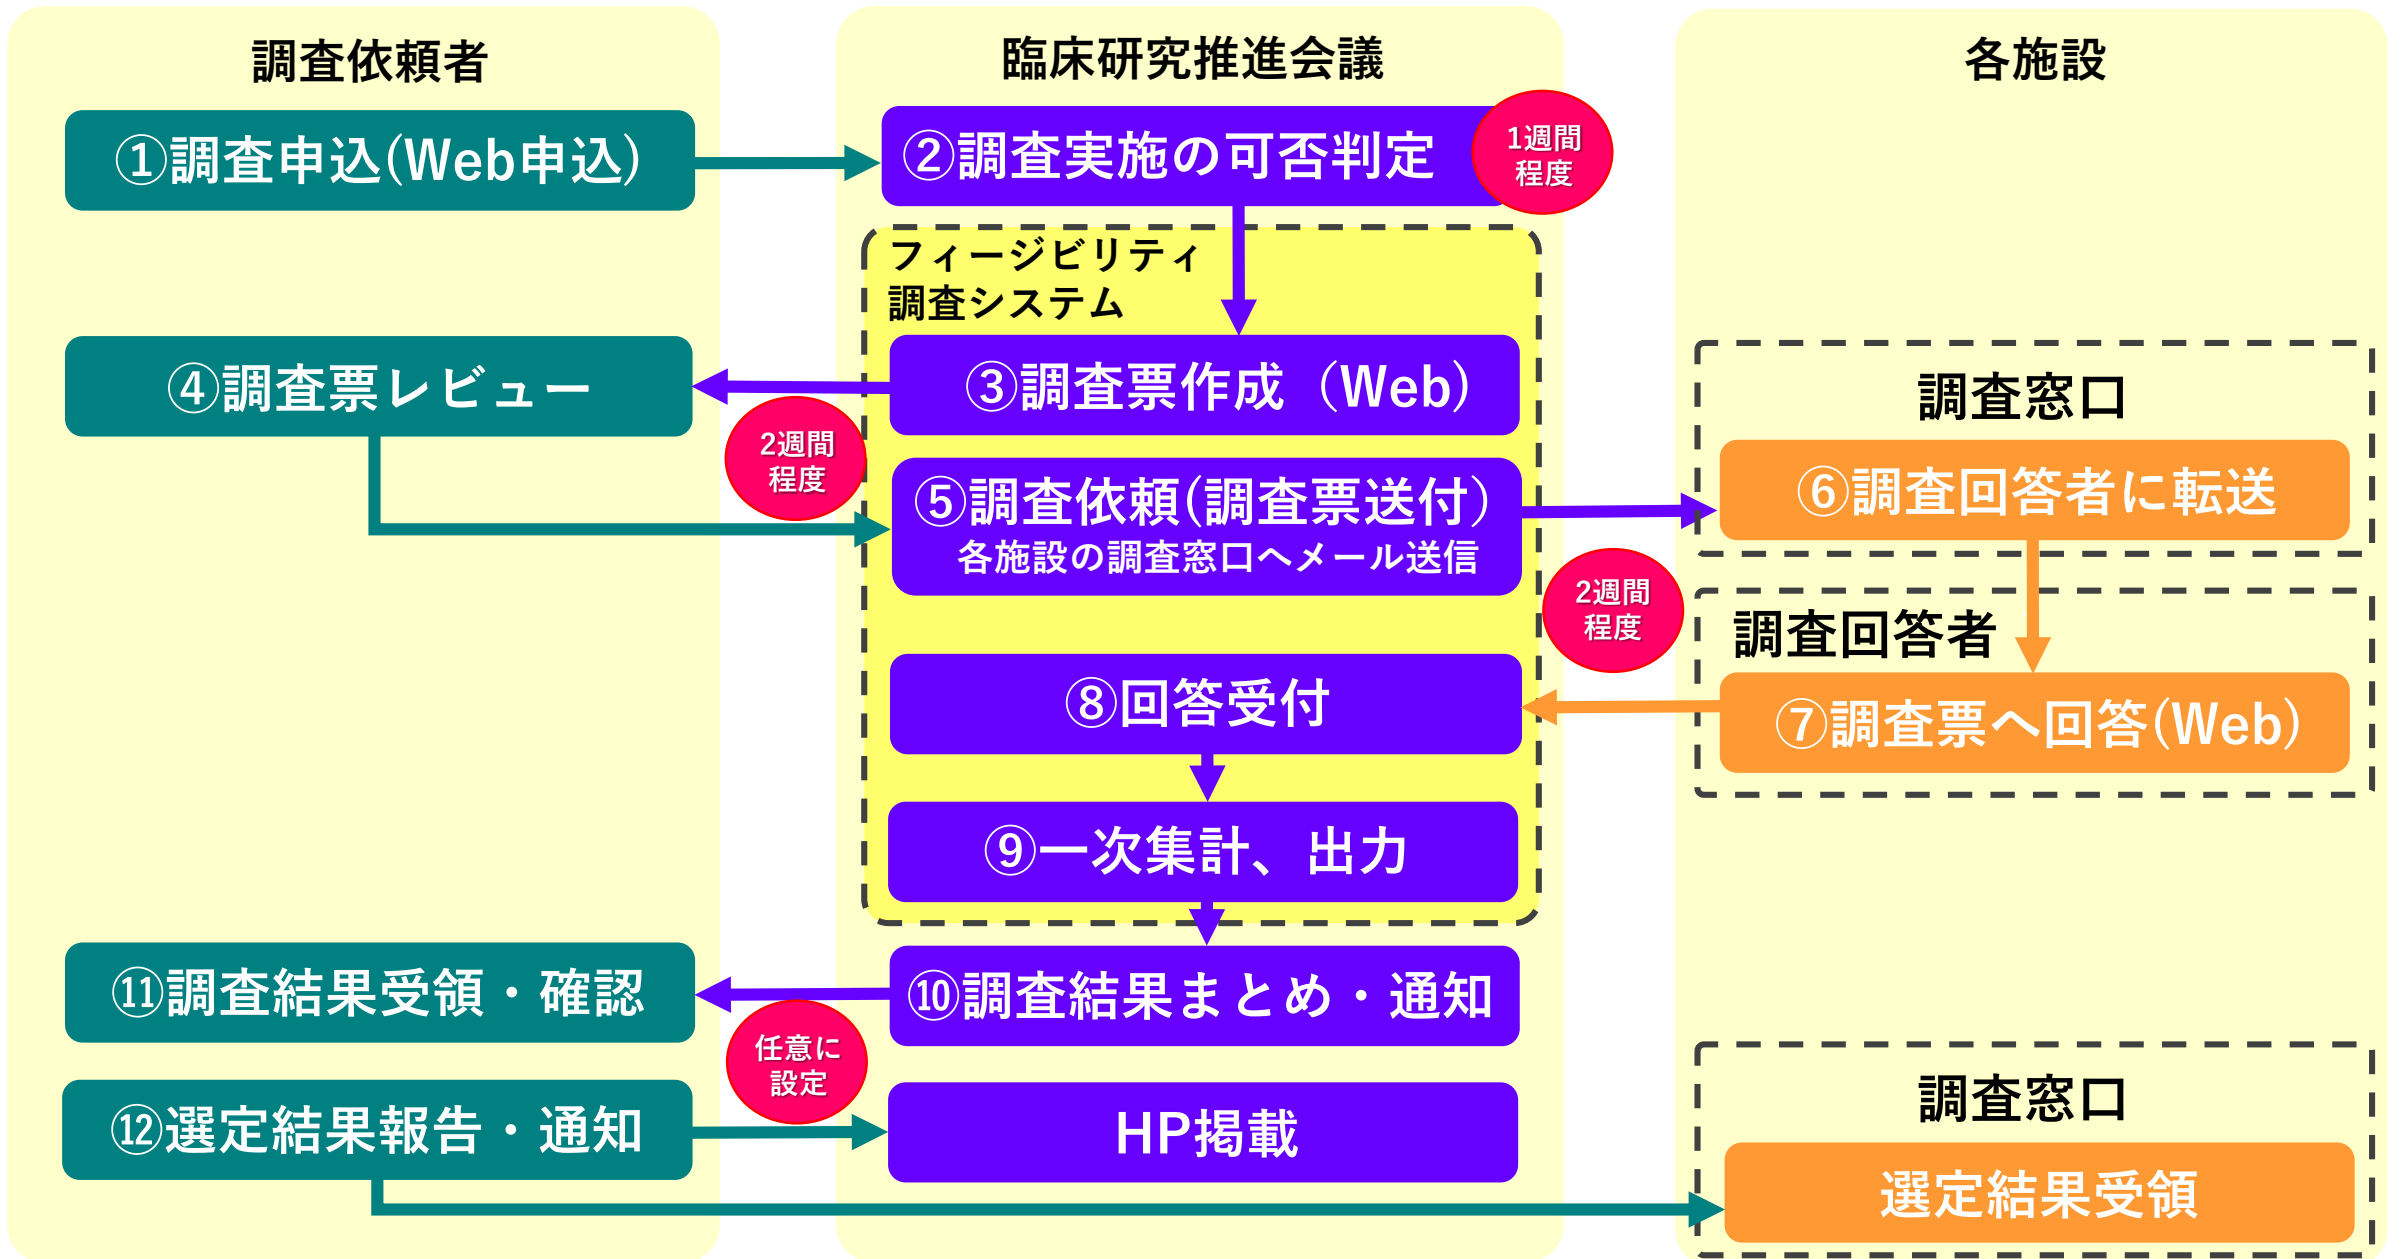 調査依頼者
臨床研究推進会議
各施設
①調査申込(Web申込)
②調査実施の可否判定
1週間
程度
フィージビリティ
調査システム
③調査票作成（Web）
④調査票レビュー
2週間
程度
⑤調査依頼(調査票送付）
各施設の調査窓口へメール送信
調査窓口
⑥調査回答者に転送
2週間
程度
調査回答者
⑦調査票へ回答(Web)
⑧回答受付
⑨一次集計、出力
⑩調査結果まとめ・通知
⑪調査結果受領・確認
任意に
設定
⑫選定結果報告・通知
HP掲載
調査窓口
選定結果受領